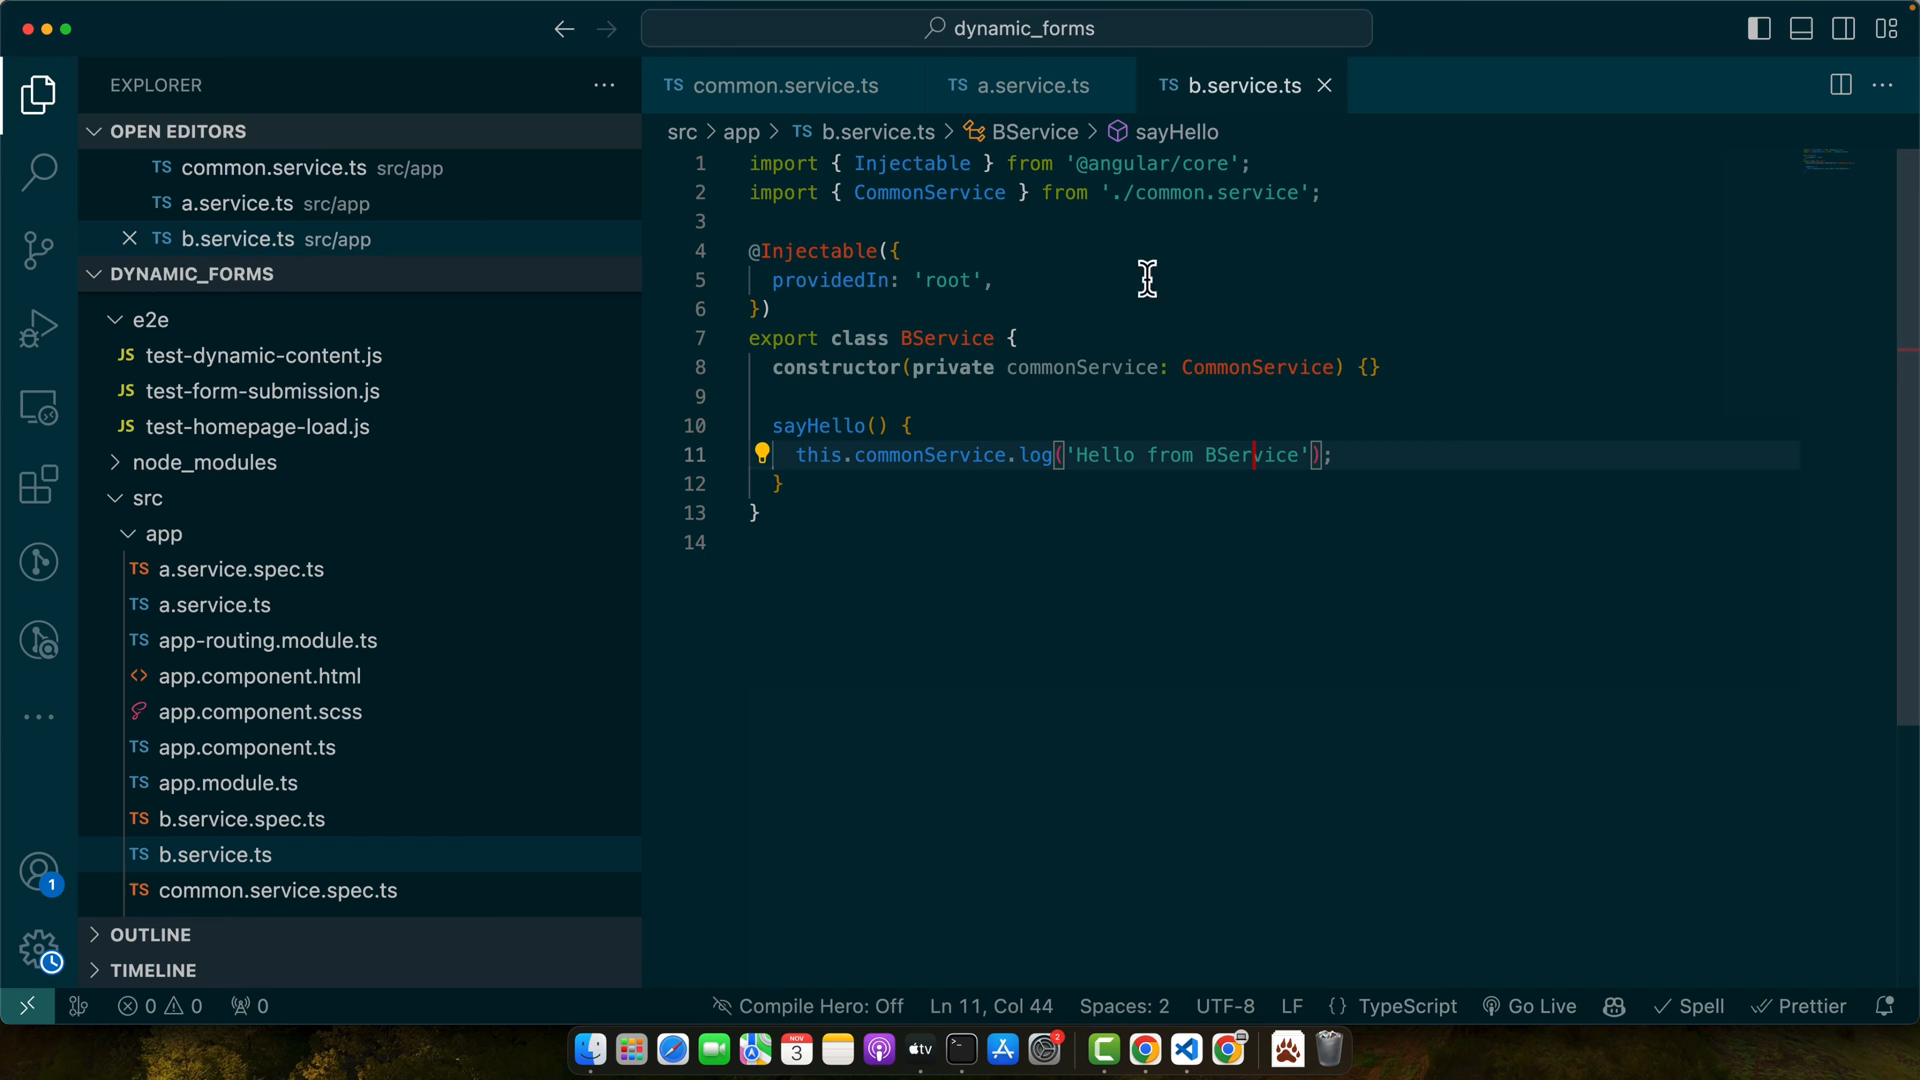 dynamic_forms
EXPLORER
OPEN EDITORS
TS common.service.ts src/app
TS a.service.ts src/app
TS b.service.ts src/app
DYNAMIC_FORMS
e2e
JS test-dynamic-content.js
JS test-form-submission.js
JS test-homepage-load.js
node_modules
src
app
TS a.service.spec.ts
TS a.service.ts
TS app-routing.module.ts
<> app.component.html
app.component.scss
TS app.component.ts
TS app.module.ts
TS b.service.spec.ts
TS b.service.ts
TS common.service.spec.ts
OUTLINE
TIMELINE
1
TS common.service.ts TS a.service.ts TS b.service.ts
src > app > TS b.service.ts > BService > sayHello
1 import { Injectable } from '@angular/core';
2 import { CommonService } from './common.service';
3
4 @Injectable({
5 providedIn: 'root',
6 })
7 export class BService {
8 constructor(private commonService: CommonService) {}
9
10 sayHello() {
11 this.commonService.log('Hello from BService');
12 }
13 }
14
0 0 0 Compile Hero: Off Ln 11, Col 44 Spaces: 2 UTF-8 LF {} TypeScript Go Live Spell Prettier
NOV
3
tv
2